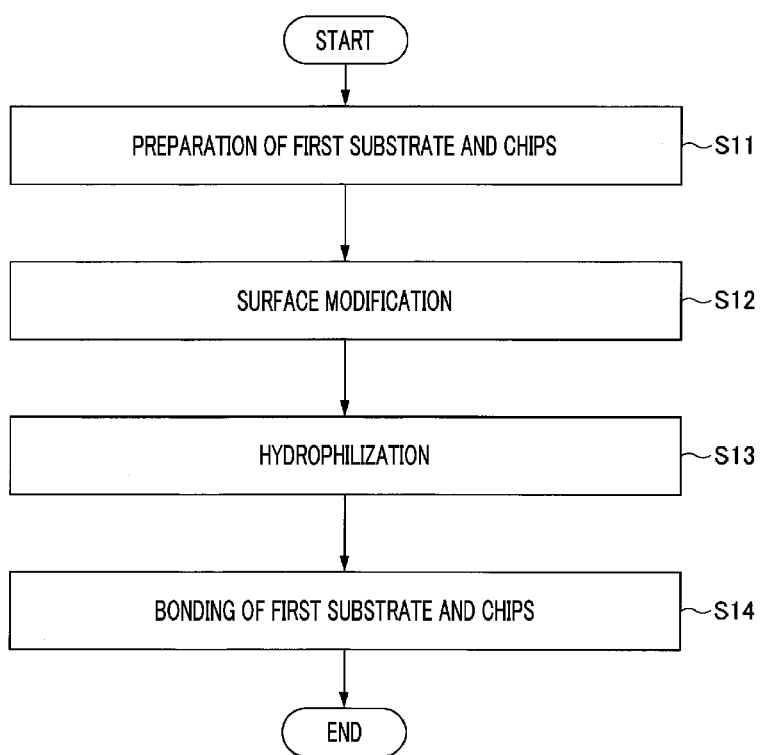 START
PREPARATION OF FIRST SUBSTRATE AND CHIPS
S11
SURFACE MODIFICATION
S12
HYDROPHILIZATION
S13
BONDING OF FIRST SUBSTRATE AND CHIPS
S14
END